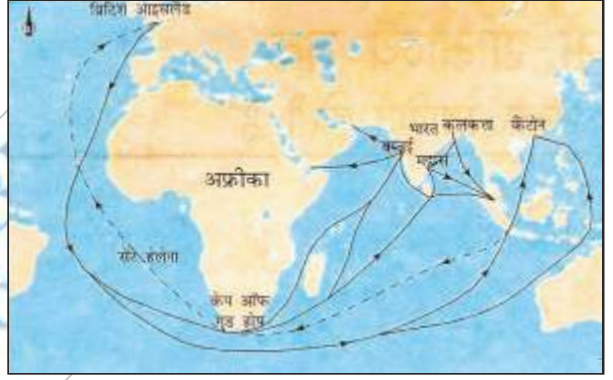 ब्रिटिश आइसलैंड
भारत कलकत्ता कैंटोन
बम्बई
मद्रास
अफ्रीका
सेंट हेलेना
केप ऑफ
गुड होप